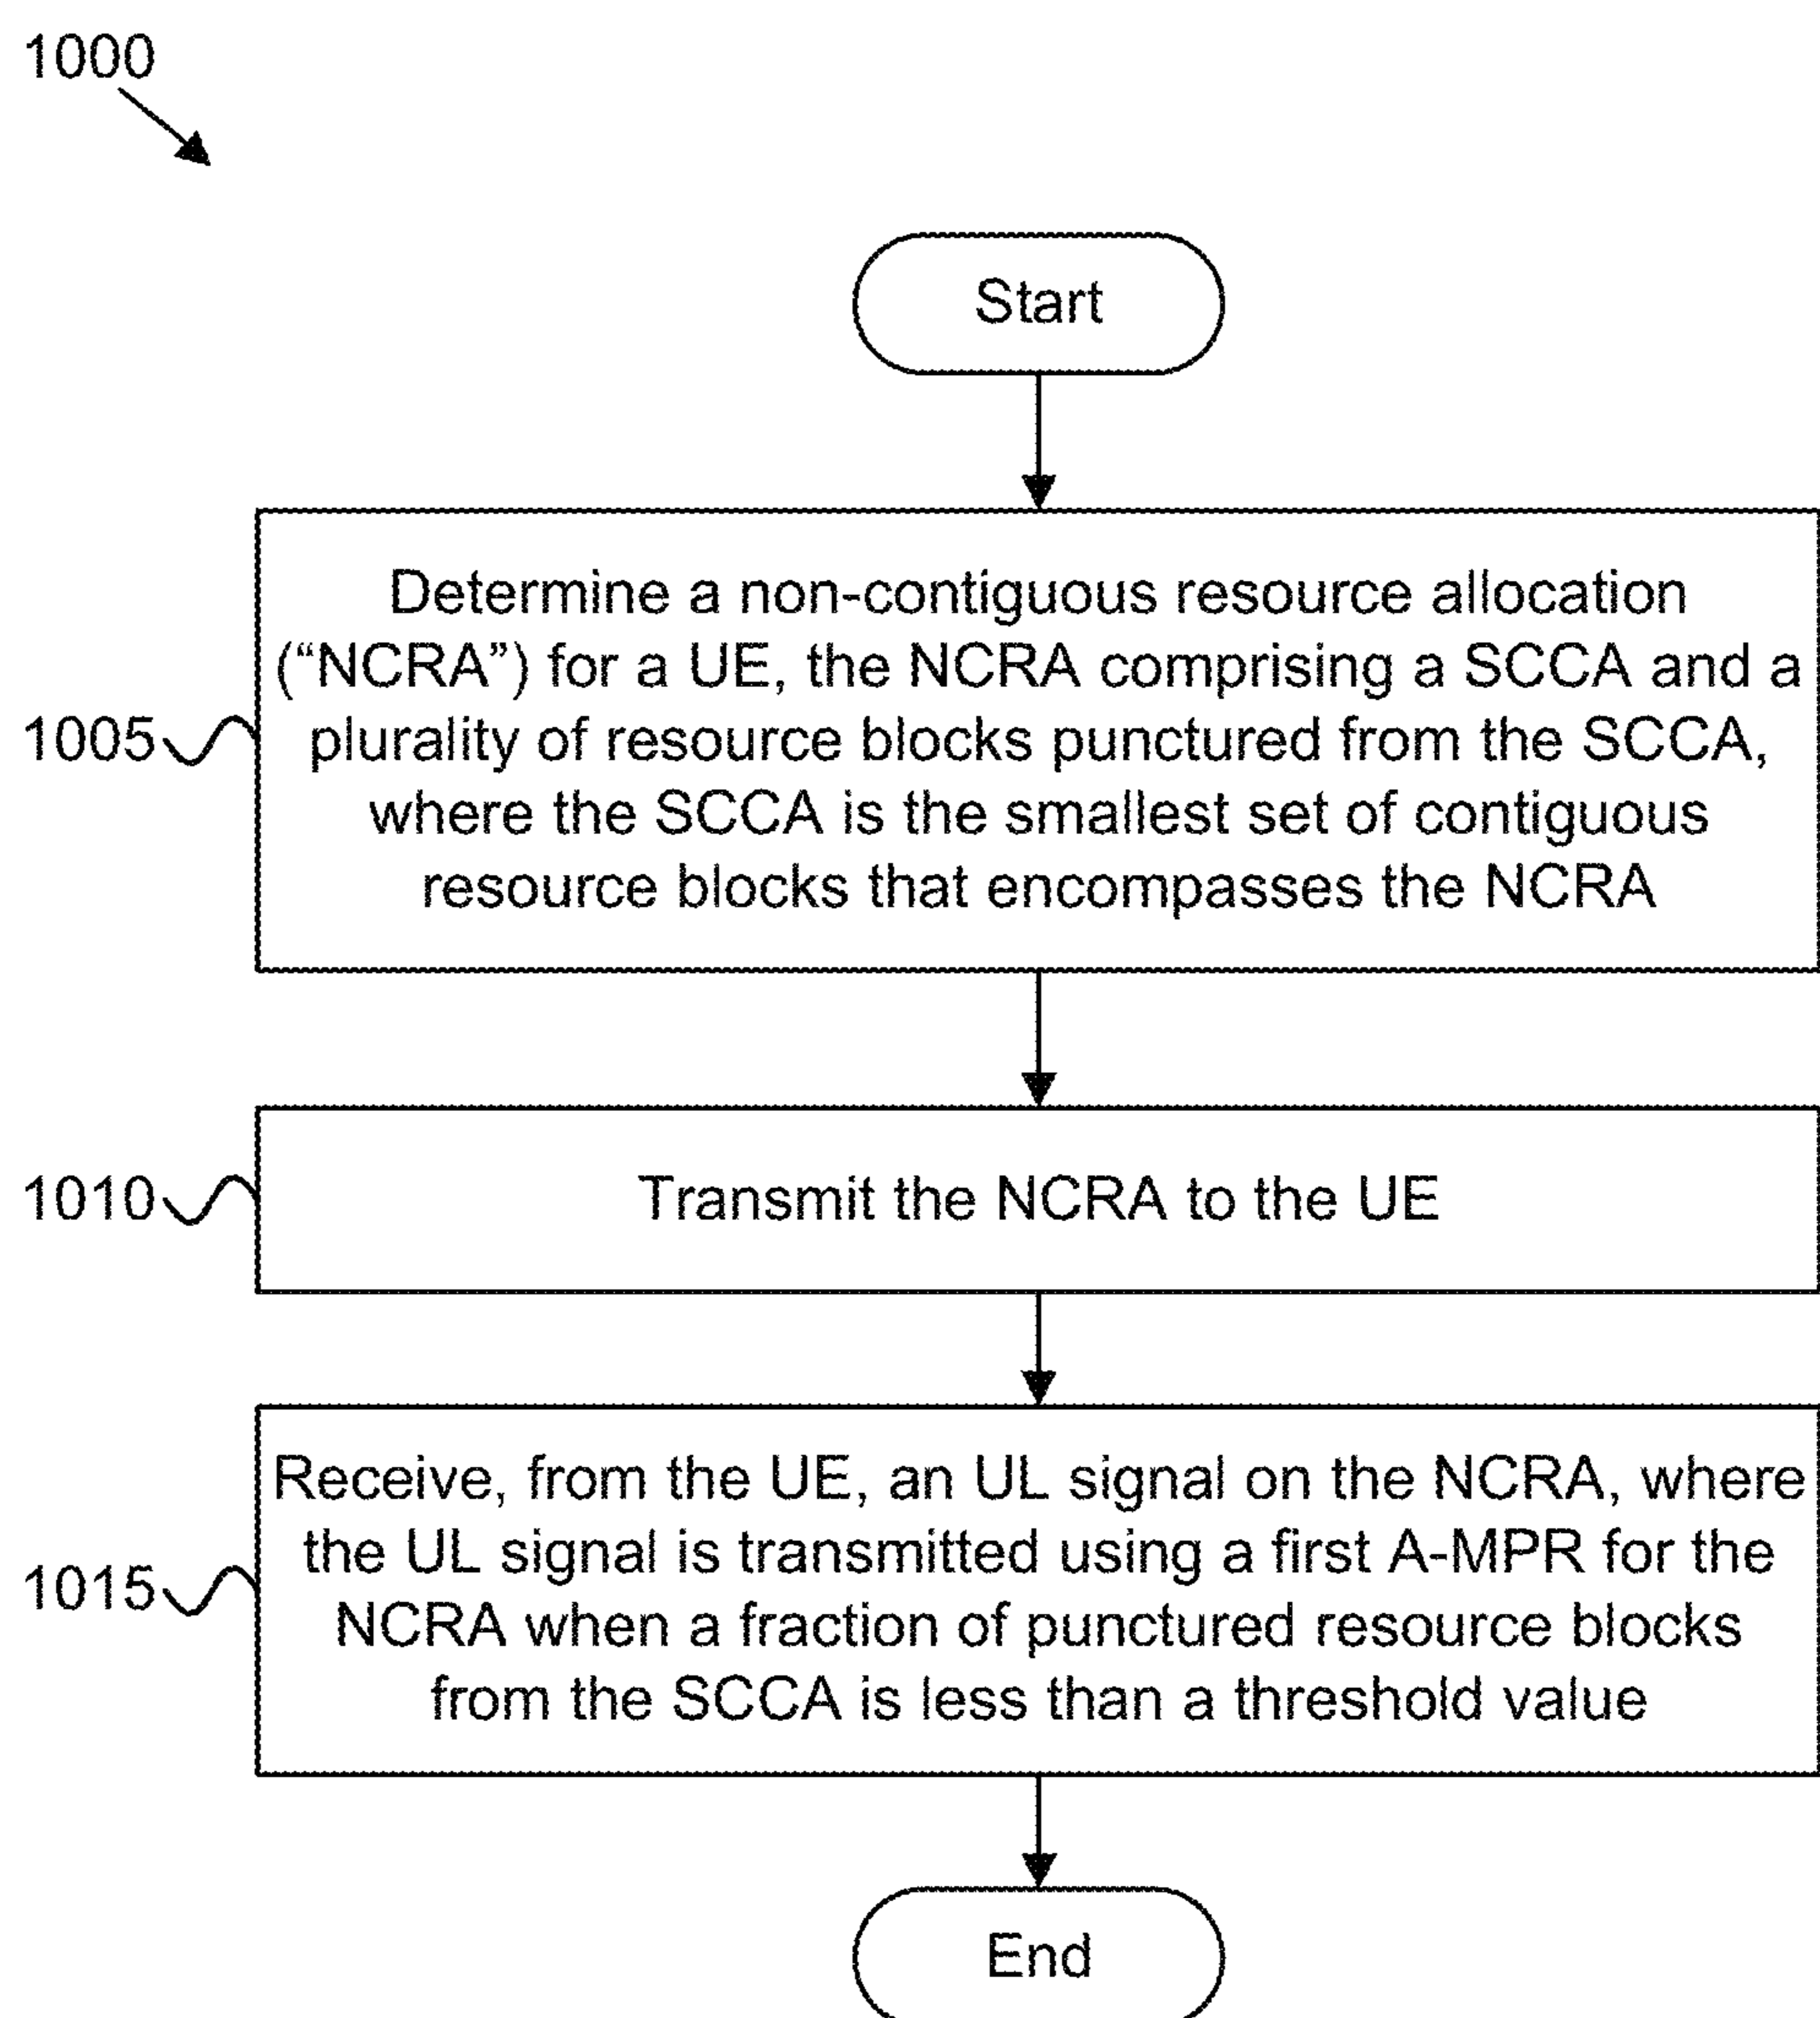 1000
Start
Determine a non-contiguous resource allocation
(“NCRA”) for a UE, the NCRA comprising a SCCA and a
1005
plurality of resource blocks punctured from the SCCA,
where the SCCA is the smallest set of contiguous
resource blocks that encompasses the NCRA
1010
Transmit the NCRA to the UE
Receive, from the UE, an UL signal on the NCRA, where
the UL signal is transmitted using a first A-MPR for the
1015
NCRA when a fraction of punctured resource blocks
from the SCCA is less than a threshold value
End